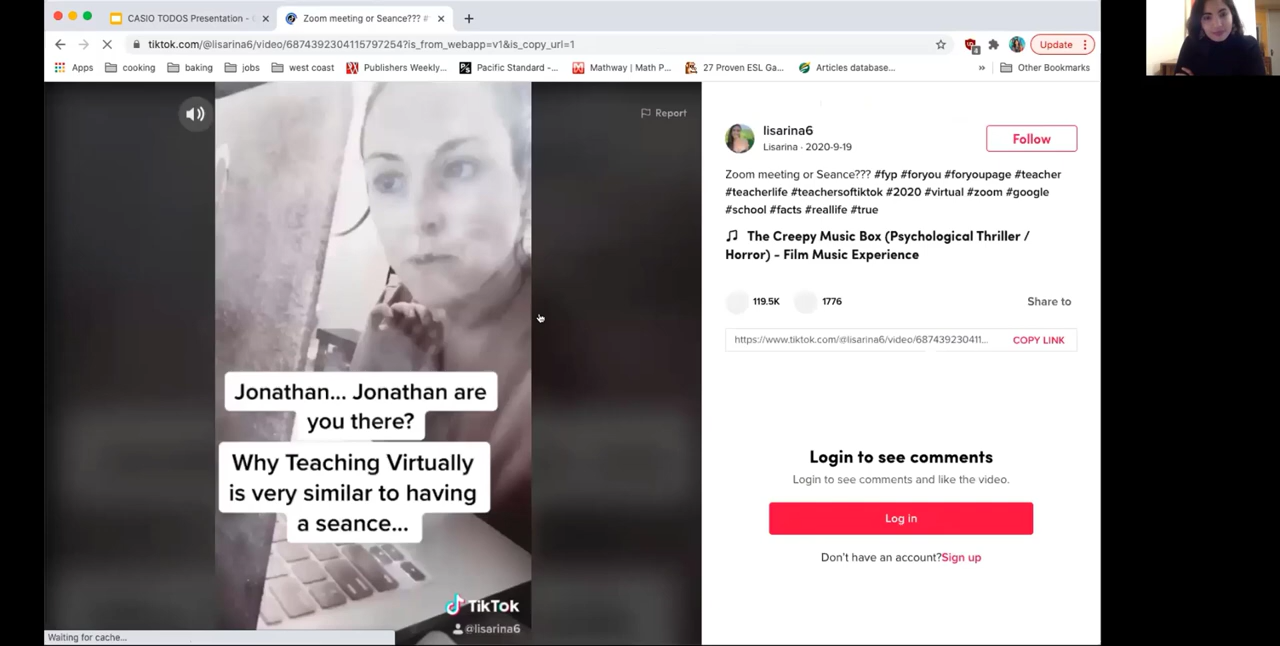 CASIO TODOS Presentation -
Zoom meeting or Seance??? #
tiktok.com/@lisarina6/video/6874392304115797254?is_from_webapp=v1&is_copy_url=1
Update
Apps
cooking
baking
jobs
west coast
Publishers Weekly...
Pacific Standard -...
Mathway | Math P...
27 Proven ESL Ga...
Articles database...
»
Other Bookmarks
Report
Jonathan... Jonathan are
you there?
Why Teaching Virtually
is very similar to having
a seance...
TikTok
@lisarina6
lisarina6
Lisarina · 2020-9-19
Follow
Zoom meeting or Seance??? #fyp #foryou #foryoupage #teacher
#teacherlife #teachersoftiktok #2020 #virtual #zoom #google
#school #facts #reallife #true
The Creepy Music Box (Psychological Thriller /
Horror) - Film Music Experience
119.5K
1776
Share to
https://www.tiktok.com/@lisarina6/video/687439230411...
COPY LINK
Login to see comments
Login to see comments and like the video.
Log in
Don't have an account?Sign up
Waiting for cache...